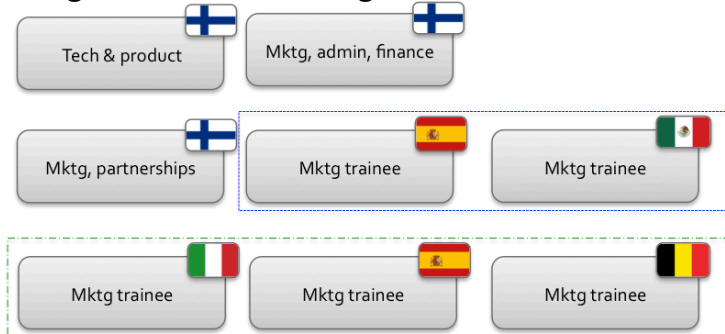 Tech & product
Mktg, admin, finance
Mktg, partnerships
Mktg trainee
Mktg trainee
Mktg trainee
Mktg trainee
Mktg trainee